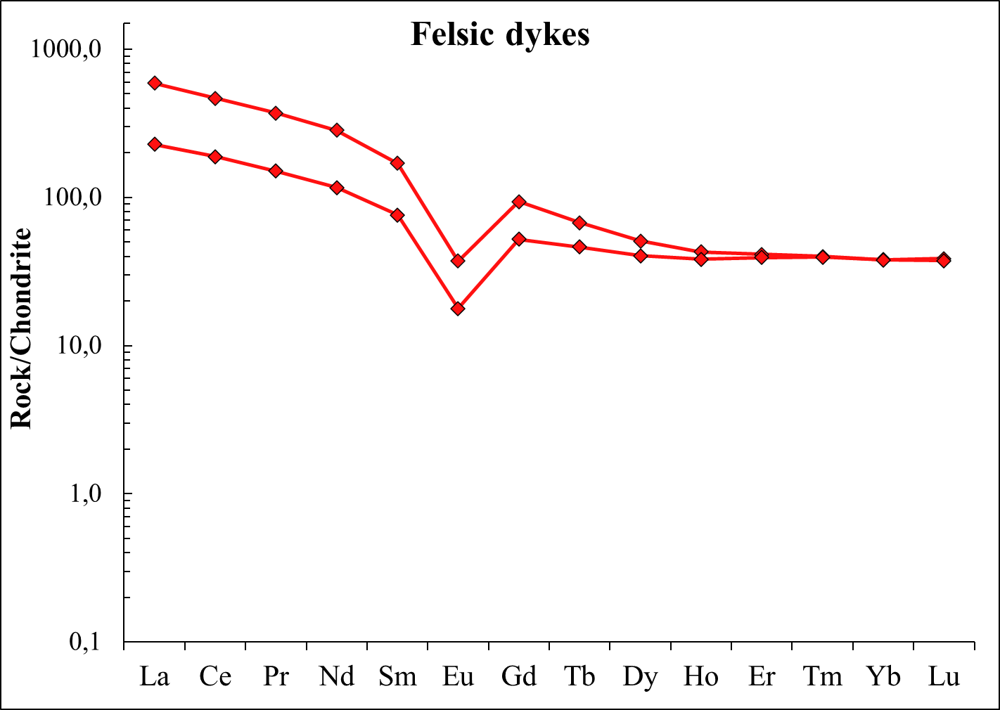 Felsic dykes
1000,0
100,0
10,0
1,0
0,1
Rock/Chondrite
La Ce Pr Nd Sm Eu Gd Tb Dy Ho Er Tm Yb Lu